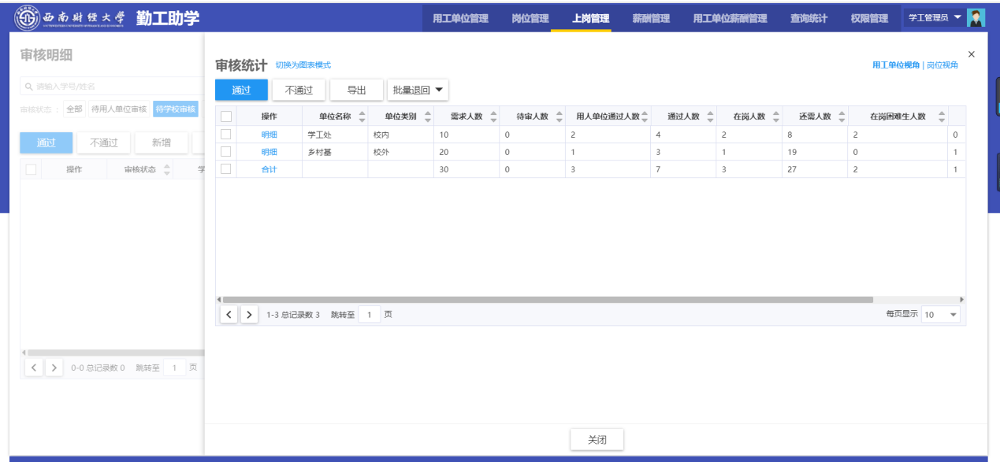 西南财经大学 勤工助学 用工单位管理 岗位管理 上岗管理 薪酬管理 用工单位薪酬管理 查询统计 权限管理 学工管理员
审核明细
请输入学号/姓名
审核状态： 全部 待用人单位审核 待学校审核
通过 不通过 新增
操作 审核状态 学
0-0 总记录数 0 跳转至 1 页
审核统计 切换为图表模式 用工单位视角 | 岗位视角
通过 不通过 导出 批量退回
操作 单位名称 单位类别 需求人数 待审人数 用人单位通过人数 通过人数 在岗人数 还需人数 在岗困难生人数
明细 学工处 校内 10 0 2 4 2 8 2 0
明细 乡村基 校外 20 0 1 3 1 19 0 1
合计 30 0 3 7 3 27 2 1
1-3 总记录数 3 跳转至 1 页 每页显示 10
关闭